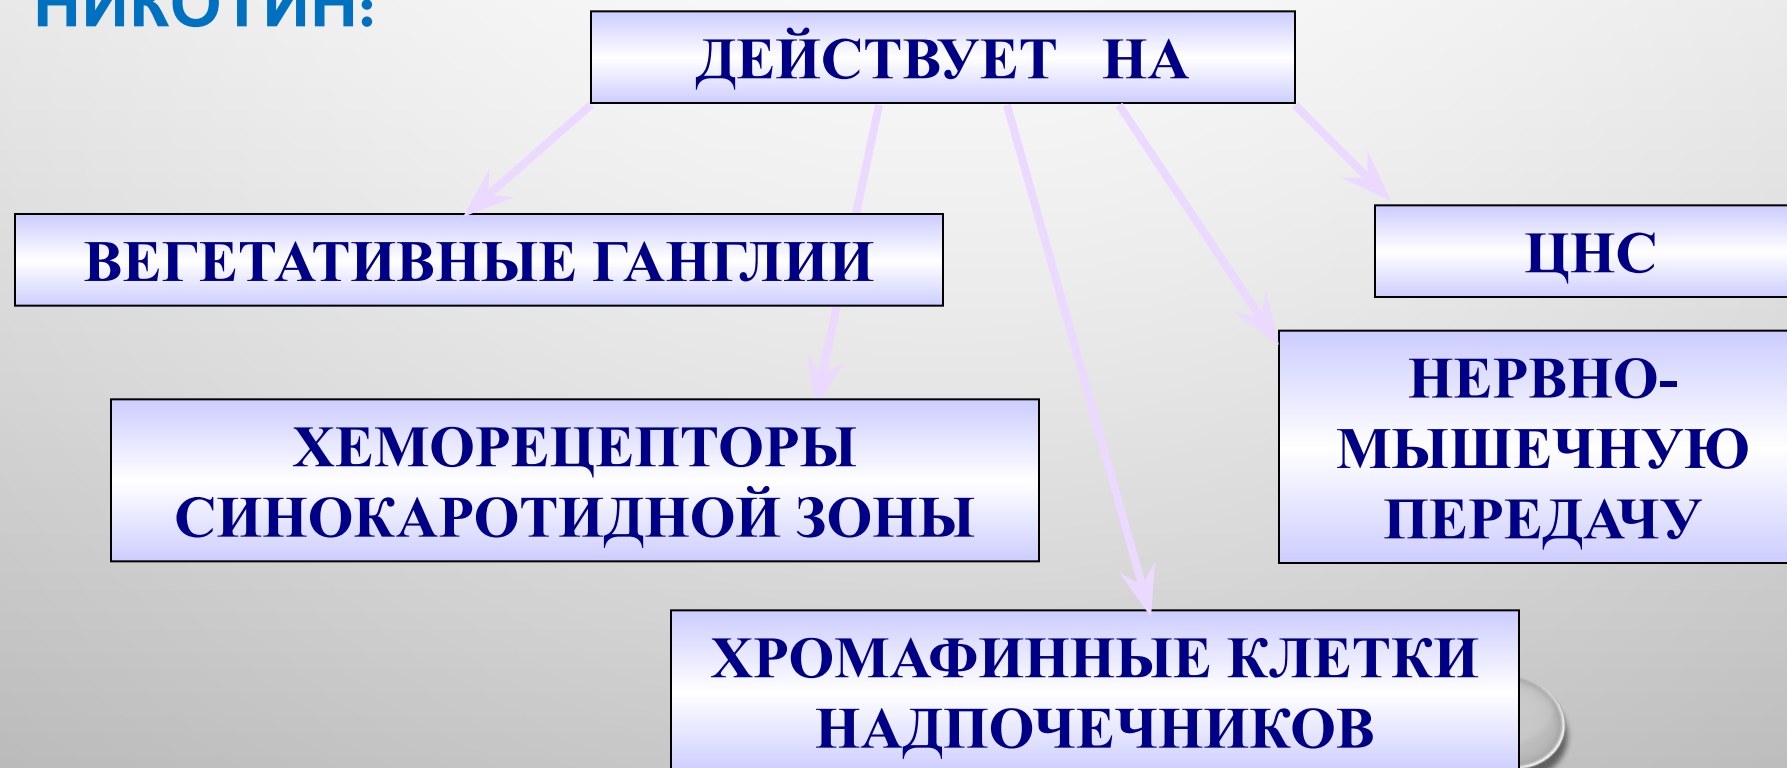 НИКОТИН:
ДЕЙСТВУЕТ НА
ВЕГЕТАТИВНЫЕ ГАНГЛИИ
ЦНС
НЕРВНО-
МЫШЕЧНУЮ
ПЕРЕДАЧУ
ХЕМОРЕЦЕПТОРЫ
СИНОКАРОТИДНОЙ ЗОНЫ
ХРОМАФИННЫЕ КЛЕТКИ
НАДПОЧЕЧНИКОВ